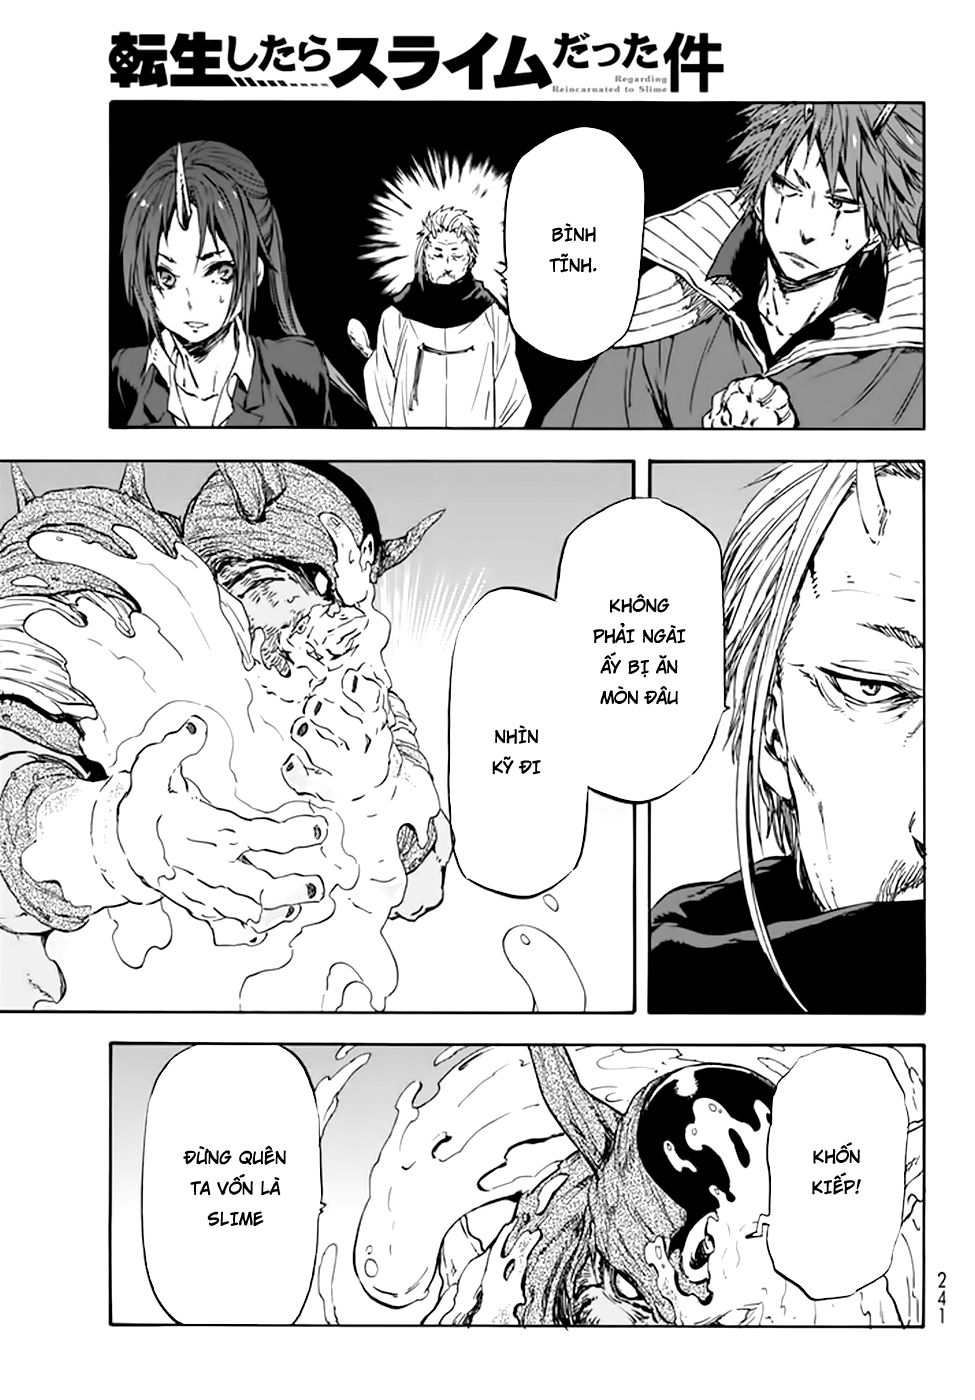 転生したらスライムだった件
Regarding
Reincarnated to Slime
BÌNH
TĨNH.
KHÔNG
PHẢI NGÀI
ẤY BỊ ĂN
MÒN ĐÂU
NHÌN
KỸ ĐI
KHỐN
KIẾP!
ĐỪNG QUÊN
TA VỐN LÀ
SLIME
241